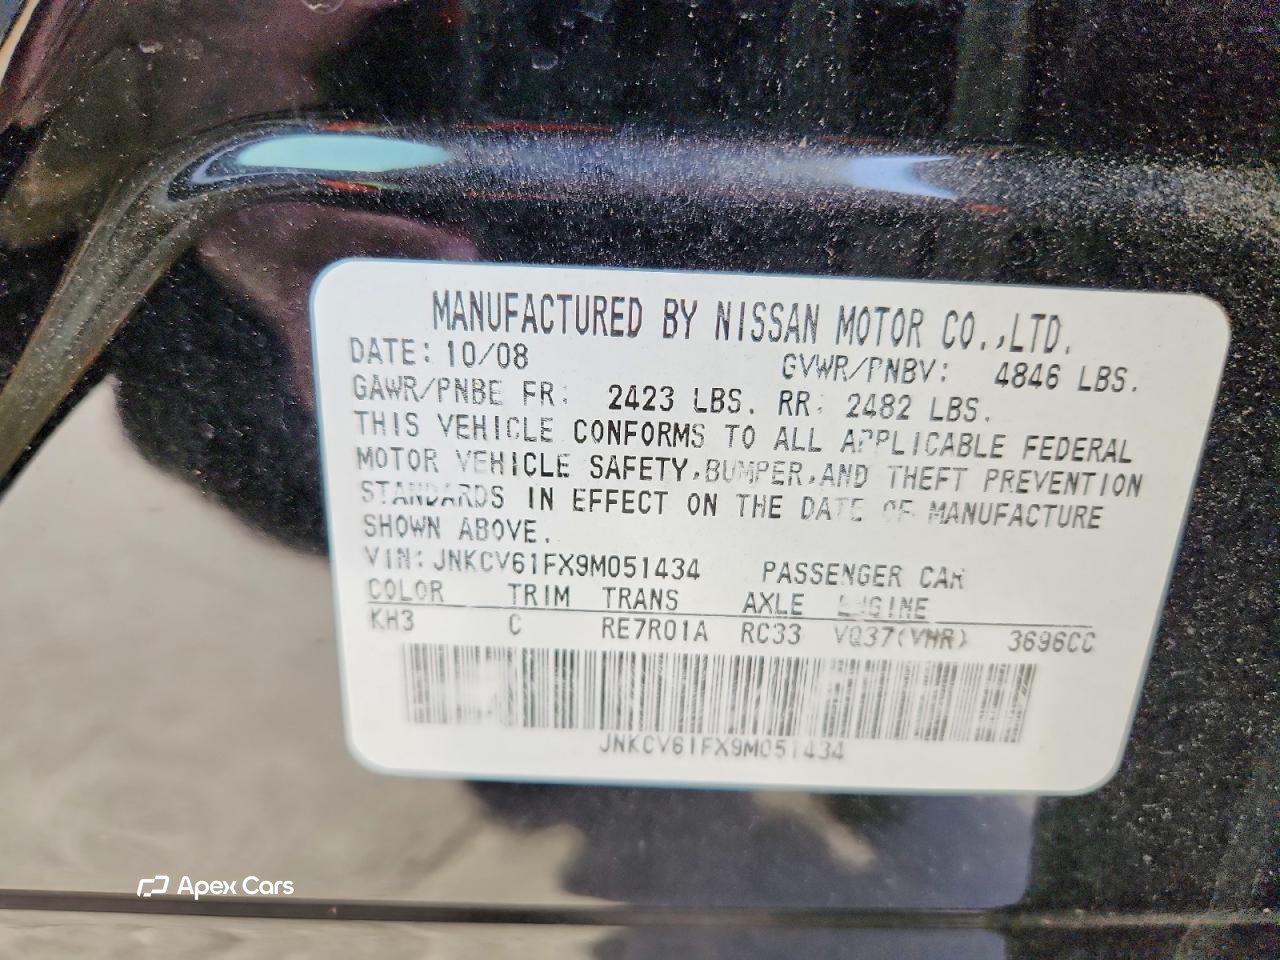 MANUFACTURED BY NISSAN MOTOR CO.,LTD.
DATE: 10/08 GVWR/PNBV: 4846 LBS.
GAWR/PNBE FR: 2423 LBS. RR: 2482 LBS.
THIS VEHICLE CONFORMS TO ALL APPLICABLE FEDERAL
MOTOR VEHICLE SAFETY,BUMPER,AND THEFT PREVENTION
STANDARDS IN EFFECT ON THE DATE OF MANUFACTURE
SHOWN ABOVE.
VIN:JNKCV61FX9M051434 PASSENGER CAR
COLOR TRIM TRANS AXLE ENGINE
KH3 C RE7R01A RC33 VQ37(VHR) 3696CC
JNKCV61FX9M051434
Apex Cars